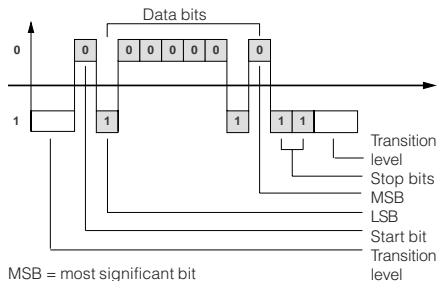 Data bits
0 0 0 0 0 0 0 0
1 1 1 1 1
Transition
level
Stop bits
MSB
LSB
Start bit
Transition
level
MSB = most significant bit